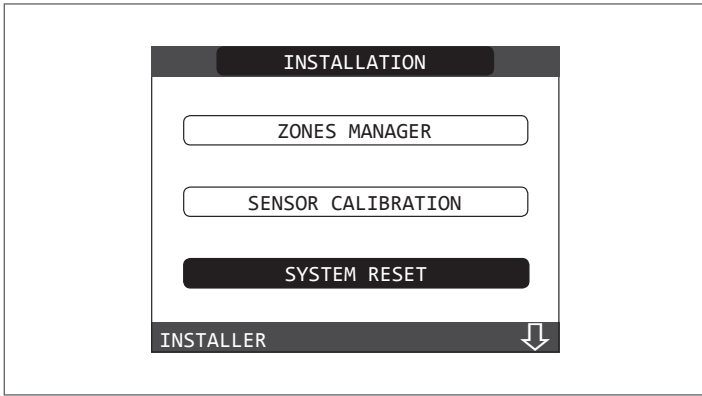 INSTALLATION
ZONES MANAGER
SENSOR CALIBRATION
SYSTEM RESET
INSTALLER